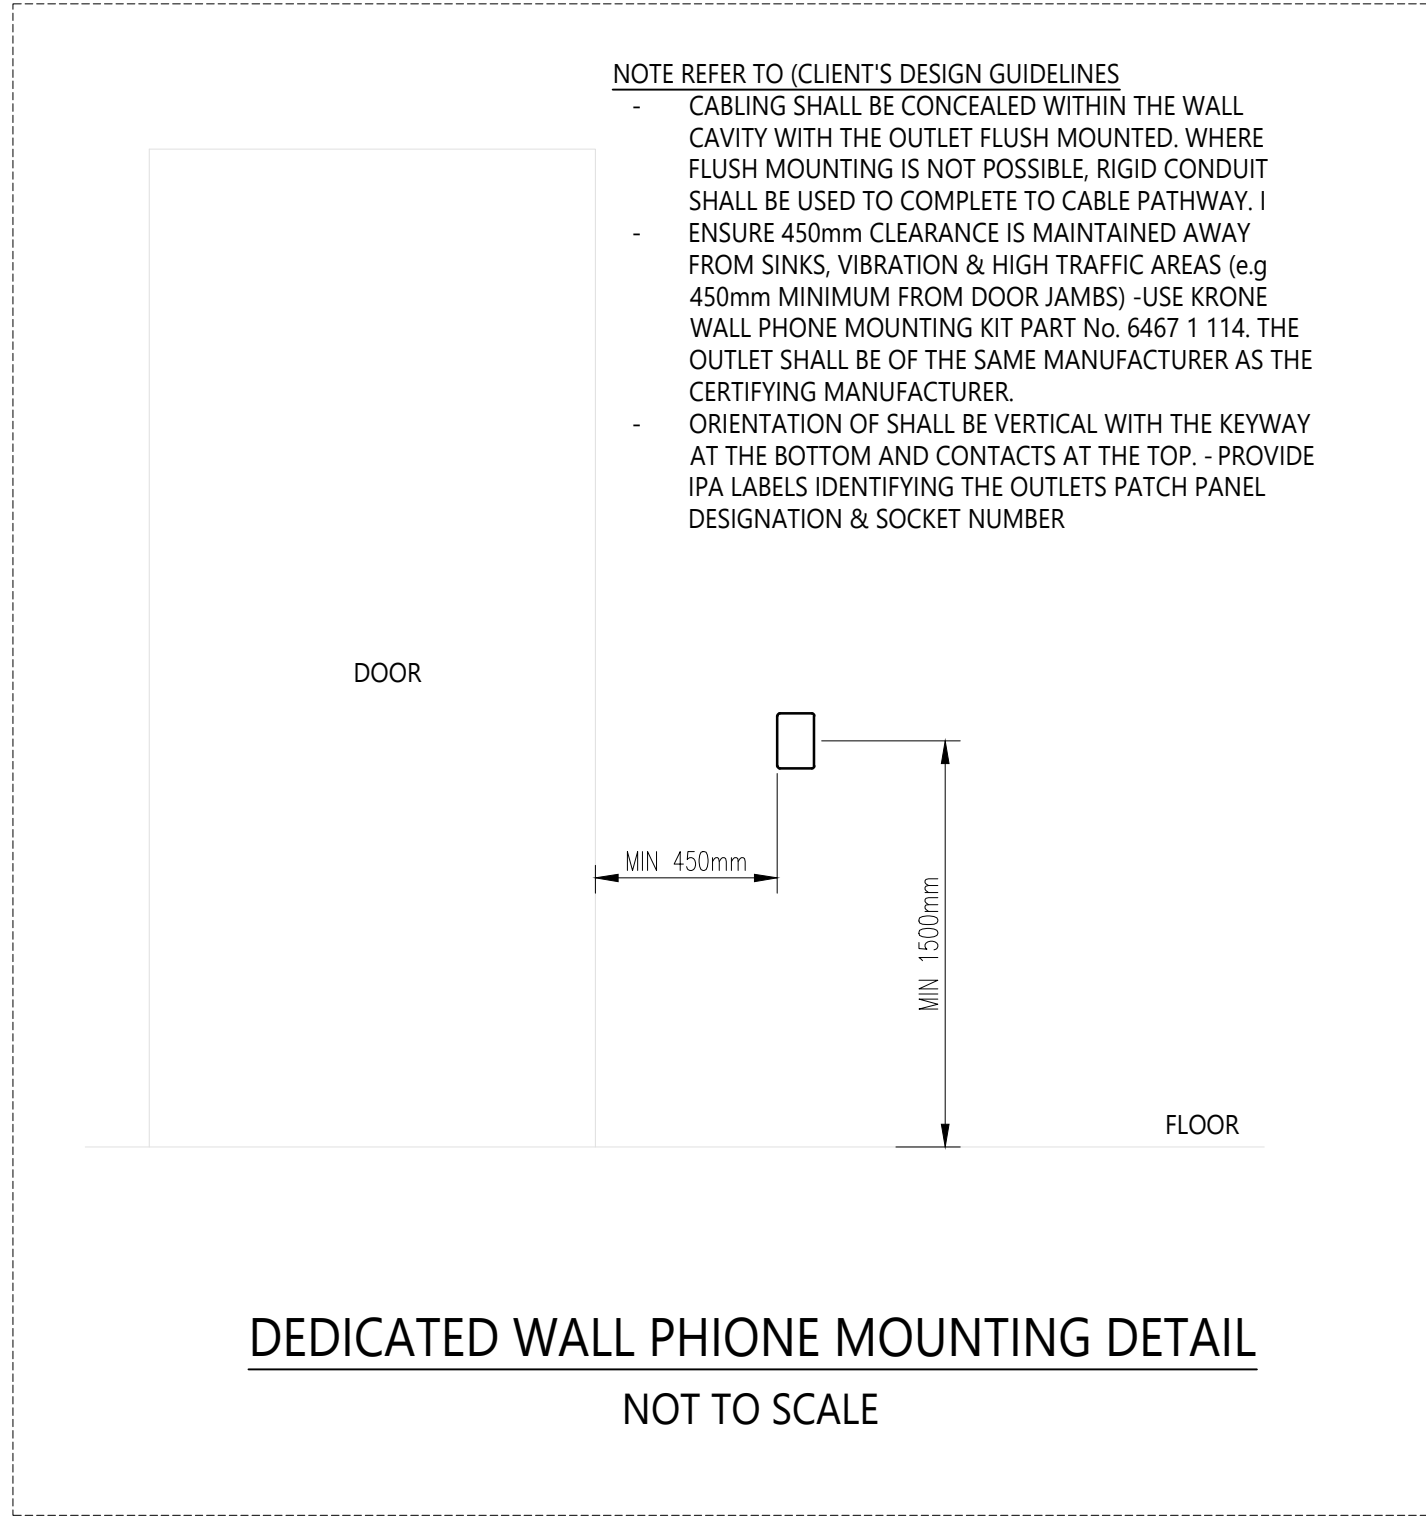 NOTE REFER TO (CLIENT'S DESIGN GUIDELINES
- CABLING SHALL BE CONCEALED WITHIN THE WALL
CAVITY WITH THE OUTLET FLUSH MOUNTED. WHERE
FLUSH MOUNTING IS NOT POSSIBLE, RIGID CONDUIT
SHALL BE USED TO COMPLETE TO CABLE PATHWAY. I
- ENSURE 450mm CLEARANCE IS MAINTAINED AWAY
FROM SINKS, VIBRATION & HIGH TRAFFIC AREAS (e.g
450mm MINIMUM FROM DOOR JAMBS) -USE KRONE
WALL PHONE MOUNTING KIT PART No. 6467 1 114. THE
OUTLET SHALL BE OF THE SAME MANUFACTURER AS THE
CERTIFYING MANUFACTURER.
- ORIENTATION OF SHALL BE VERTICAL WITH THE KEYWAY
AT THE BOTTOM AND CONTACTS AT THE TOP. - PROVIDE
IPA LABELS IDENTIFYING THE OUTLETS PATCH PANEL
DESIGNATION & SOCKET NUMBER
DOOR
MIN 450mm
MIN 1500mm
FLOOR
DEDICATED WALL PHIONE MOUNTING DETAIL
NOT TO SCALE